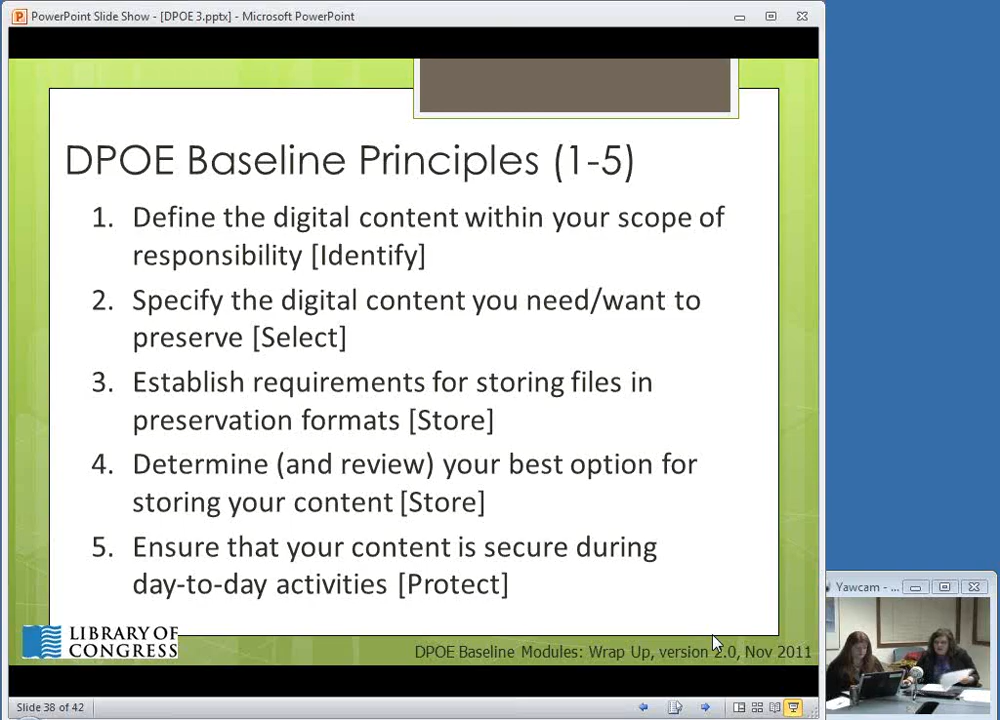 PowerPoint Slide Show - [DPOE 3.pptx] - Microsoft PowerPoint
DPOE Baseline Principles (1-5)
1. Define the digital content within your scope of
responsibility [Identify]
2. Specify the digital content you need/want to
preserve [Select]
3. Establish requirements for storing files in
preservation formats [Store]
4. Determine (and review) your best option for
storing your content [Store]
5. Ensure that your content is secure during
day-to-day activities [Protect]
LIBRARY OF
CONGRESS
DPOE Baseline Modules: Wrap Up, version 2.0, Nov 2011
Slide 38 of 42
Yawcam - ...